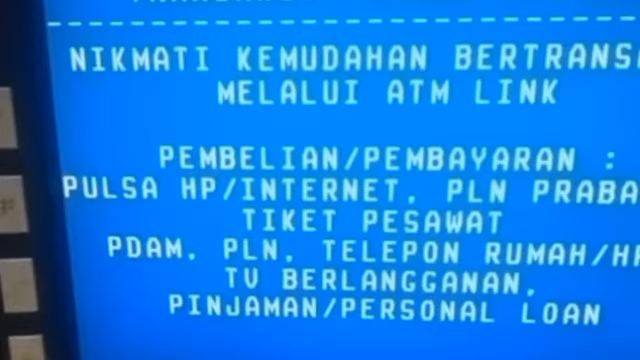 NIKMATI KEMUDAHAN BERTRANS
MELALUI ATM LINK
PEMBELIAN/PEMBAYARAN :
PULSA HP/INTERNET, PLN PRABA
TIKET PESAWAT
PDAM, PLN, TELEPON RUMAH/HP
TV BERLANGGANAN,
PINJAMAN/PERSONAL LOAN